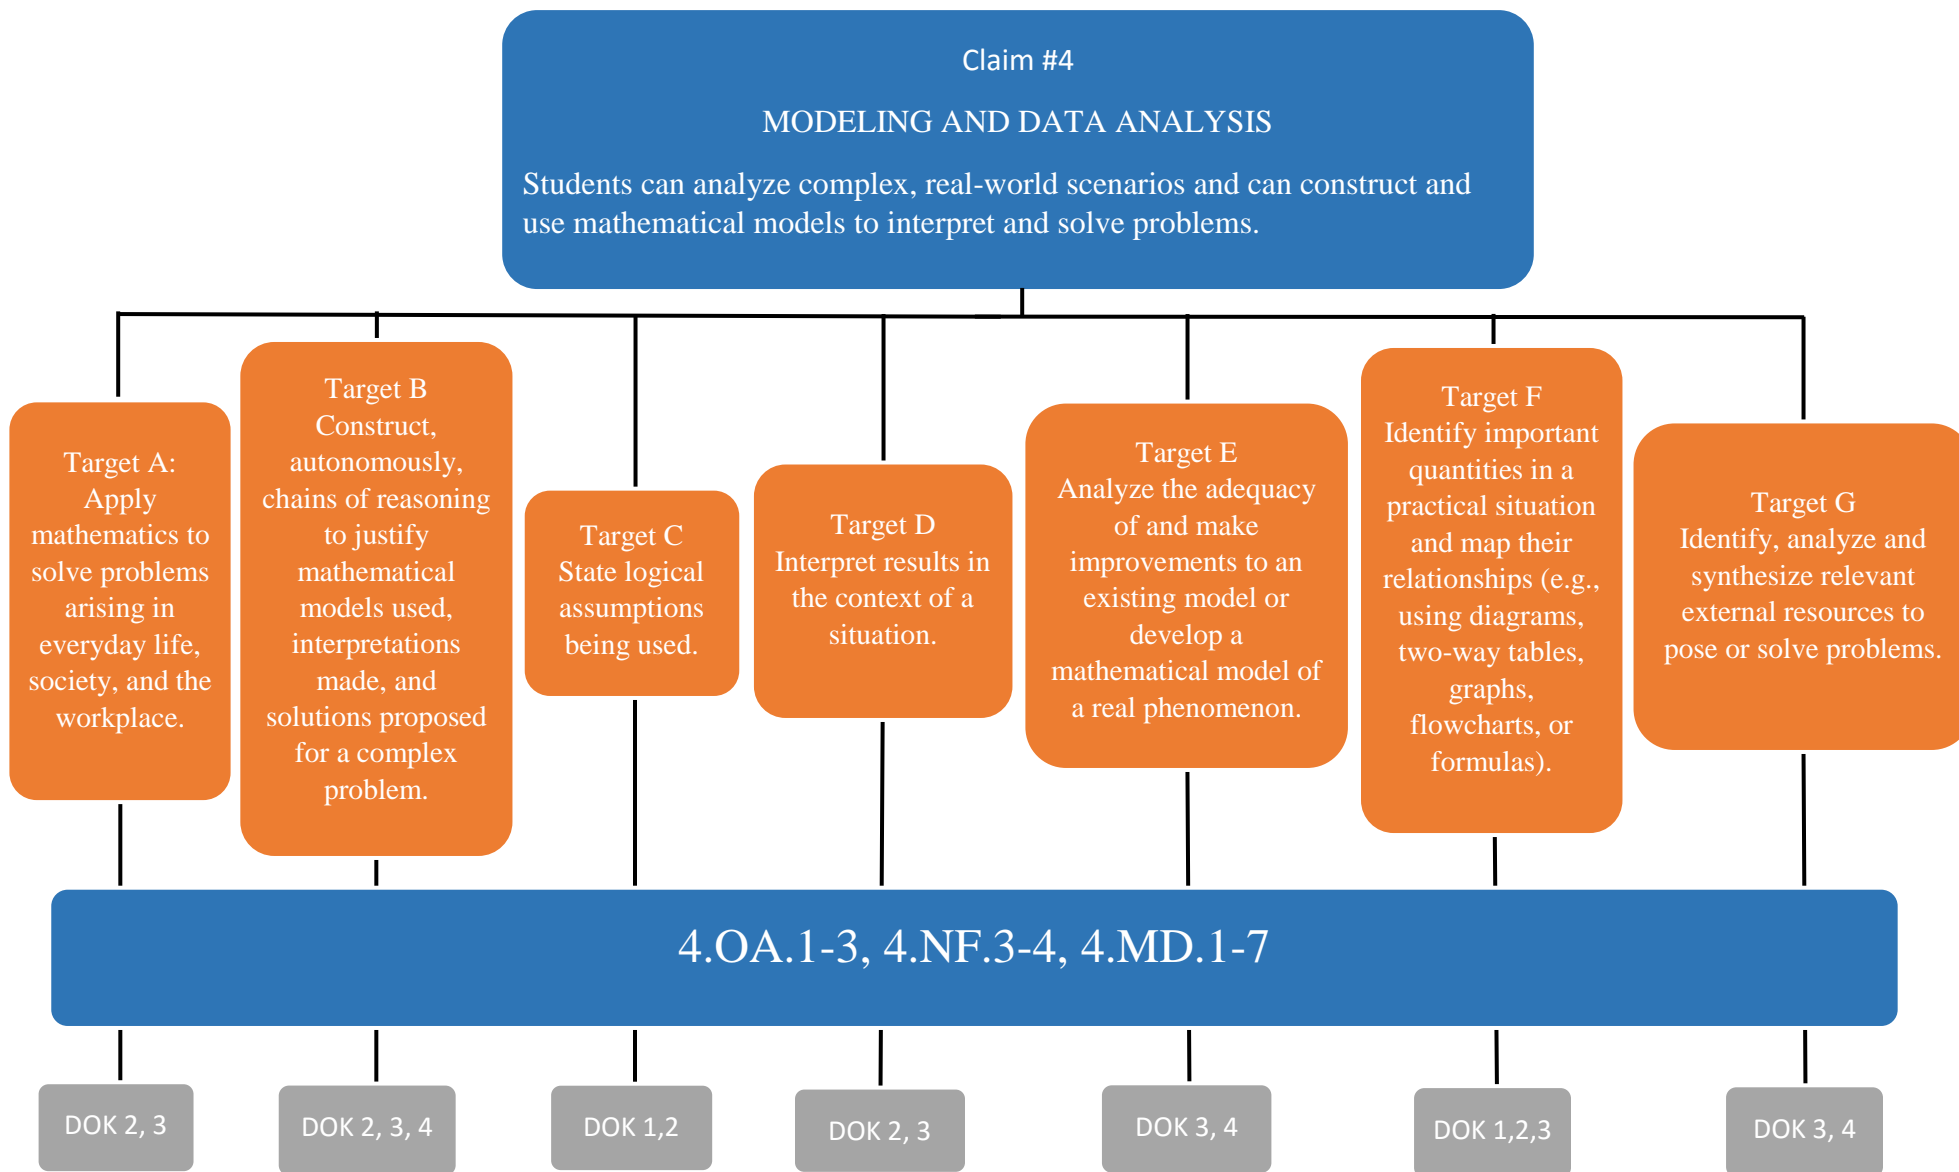 Claim #4
MODELING AND DATA ANALYSIS
Students can analyze complex, real-world scenarios and can construct and
use mathematical models to interpret and solve problems.
Target A:
Apply
mathematics to
solve problems
arising in
everyday life,
society, and the
workplace.
Target B
Construct,
autonomously,
chains of reasoning
to justify
mathematical
models used,
interpretations
made, and
solutions proposed
for a complex
problem.
Target C
State logical
assumptions
being used.
Target D
Interpret results in
the context of a
situation.
Target E
Analyze the adequacy
of and make
improvements to an
existing model or
develop a
mathematical model of
a real phenomenon.
Target F
Identify important
quantities in a
practical situation
and map their
relationships (e.g.,
using diagrams,
two-way tables,
graphs,
flowcharts, or
formulas).
Target G
Identify, analyze and
synthesize relevant
external resources to
pose or solve problems.
4.OA.1-3, 4.NF.3-4, 4.MD.1-7
DOK 2, 3
DOK 2, 3, 4
DOK 1,2
DOK 2, 3
DOK 3, 4
DOK 1,2,3
DOK 3, 4